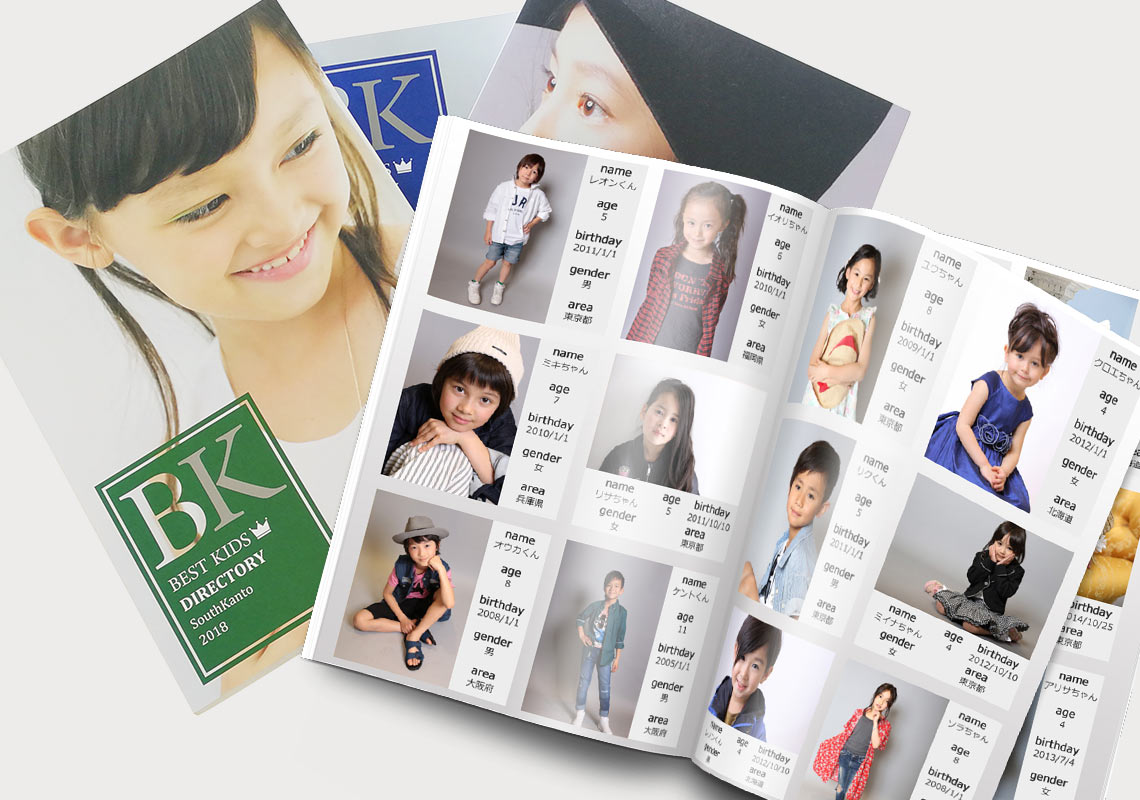 BK
BEST KIDS
DIRECTORY
SouthKanto
2018
BK
KIDS
name
レオンくん
age
5
birthday
2011/1/1
gender
男
area
東京都
name
イオリちゃん
age
6
birthday
2010/1/1
gender
女
area
福岡県
name
ミキちゃん
age
7
birthday
2010/1/1
gender
女
area
兵庫県
name
リサちゃん
age
5
birthday
2011/10/10
gender
女
area
東京都
name
オウカくん
age
8
birthday
2008/1/1
gender
男
area
大阪府
name
ケントくん
age
11
birthday
2005/1/1
gender
男
area
大阪府
name
ユウちゃん
age
8
birthday
2009/1/1
gender
女
area
東京都
name
クロエちゃん
age
4
birthday
2012/1/1
gender
女
area
北海道
name
リクくん
age
5
birthday
2011/1/1
gender
男
area
東京都
name
ミイナちゃん
age
4
birthday
2012/10/10
gender
女
area
東京都
name
age
4
birthday
2012/10/10
gender
男
area
北海道
name
ソラちゃん
age
8
birthday
2008/1/1
birthday
2014/10/25
area
東京都
name
アリサちゃん
age
4
birthday
2013/7/4
gender
女